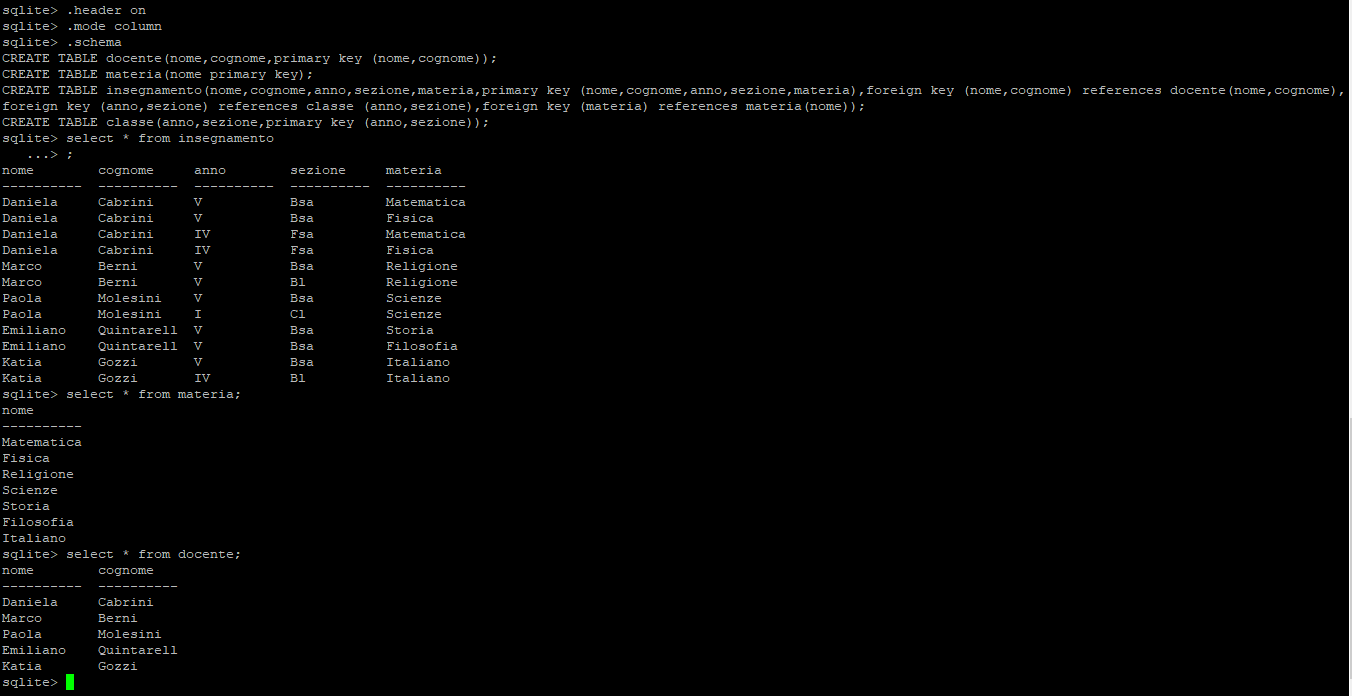 sqlite> .header on
sqlite> .mode column
sqlite> .schema
CREATE TABLE docente(nome,cognome,primary key (nome,cognome));
CREATE TABLE materia(nome primary key);
CREATE TABLE insegnamento(nome,cognome,anno,sezione,materia,primary key (nome,cognome,anno,sezione,materia),foreign key (nome,cognome) references docente(nome,cognome),
foreign key (anno,sezione) references classe (anno,sezione),foreign key (materia) references materia(nome));
CREATE TABLE classe(anno,sezione,primary key (anno,sezione));
sqlite> select * from insegnamento
   ...> ;
nome        cognome     anno        sezione     materia
----------  ----------  ----------  ----------  ----------
Daniela     Cabrini     V           Bsa         Matematica
Daniela     Cabrini     V           Bsa         Fisica
Daniela     Cabrini     IV          Fsa         Matematica
Daniela     Cabrini     IV          Fsa         Fisica
Marco       Berni       V           Bsa         Religione
Marco       Berni       V           Bl          Religione
Paola       Molesini    V           Bsa         Scienze
Paola       Molesini    I           Cl          Scienze
Emiliano    Quintarell  V           Bsa         Storia
Emiliano    Quintarell  V           Bsa         Filosofia
Katia       Gozzi       V           Bsa         Italiano
Katia       Gozzi       IV          Bl          Italiano
sqlite> select * from materia;
nome
----------
Matematica
Fisica
Religione
Scienze
Storia
Filosofia
Italiano
sqlite> select * from docente;
nome        cognome
----------  ----------
Daniela     Cabrini
Marco       Berni
Paola       Molesini
Emiliano    Quintarell
Katia       Gozzi
sqlite>